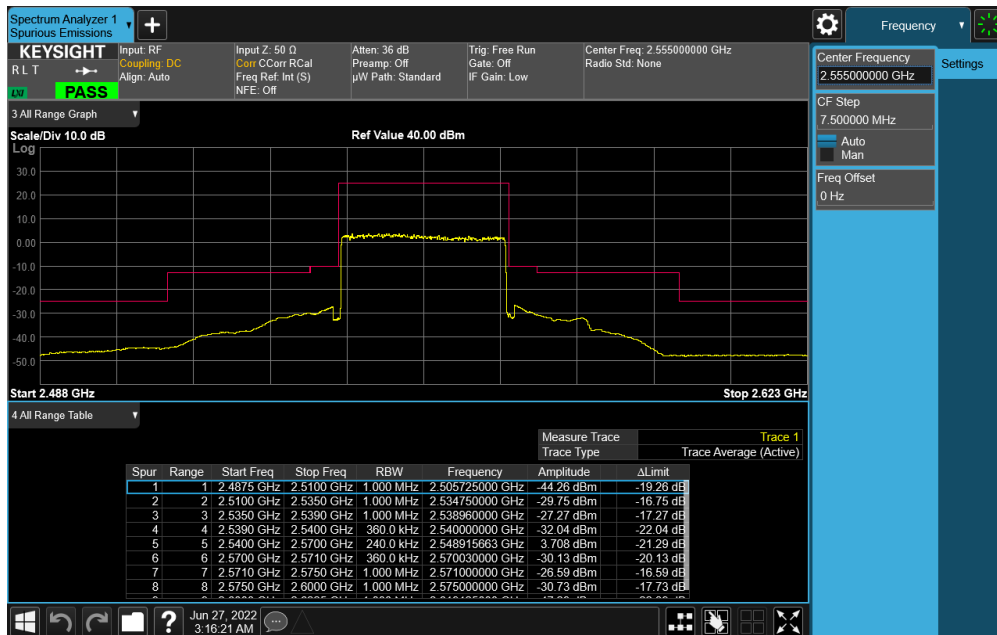 Spectrum Analyzer 1
Spurious Emissions
Frequency
KEYSIGHT
R L T
LXI
PASS
Input: RF
Coupling: DC
Align: Auto
Input Z: 50 Ω
Corr CCorr RCal
Freq Ref: Int (S)
NFE: Off
Atten: 36 dB
Preamp: Off
µW Path: Standard
Trig: Free Run
Gate: Off
IF Gain: Low
Center Freq: 2.555000000 GHz
Radio Std: None
Center Frequency
2.555000000 GHz
Settings
CF Step
7.500000 MHz
Auto
Man
Freq Offset
0 Hz
3 All Range Graph
Scale/Div 10.0 dB
Ref Value 40.00 dBm
Log
30.0
20.0
10.0
0.00
-10.0
-20.0
-30.0
-40.0
-50.0
Start 2.488 GHz
Stop 2.623 GHz
4 All Range Table
Measure Trace Trace 1
Trace Type Trace Average (Active)
Spur Range Start Freq Stop Freq RBW Frequency Amplitude ΔLimit
1 1 2.4875 GHz 2.5100 GHz 1.000 MHz 2.505725000 GHz -44.26 dBm -19.26 dB
2 2 2.5100 GHz 2.5350 GHz 1.000 MHz 2.534750000 GHz -29.75 dBm -16.75 dB
3 3 2.5350 GHz 2.5390 GHz 1.000 MHz 2.538960000 GHz -27.27 dBm -17.27 dB
4 4 2.5390 GHz 2.5400 GHz 360.0 kHz 2.540000000 GHz -32.04 dBm -22.04 dB
5 5 2.5400 GHz 2.5700 GHz 240.0 kHz 2.548915663 GHz 3.708 dBm -21.29 dB
6 6 2.5700 GHz 2.5710 GHz 360.0 kHz 2.570030000 GHz -30.13 dBm -20.13 dB
7 7 2.5710 GHz 2.5750 GHz 1.000 MHz 2.571000000 GHz -26.59 dBm -16.59 dB
8 8 2.5750 GHz 2.6000 GHz 1.000 MHz 2.575000000 GHz -30.73 dBm -17.73 dB
Jun 27, 2022
3:16:21 AM